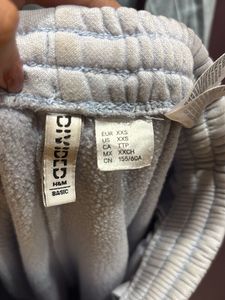 DIVIDED
H&M
BASIC
EUR XXS
US XXS
CA TTP
MX XXCH
CN 155/60A